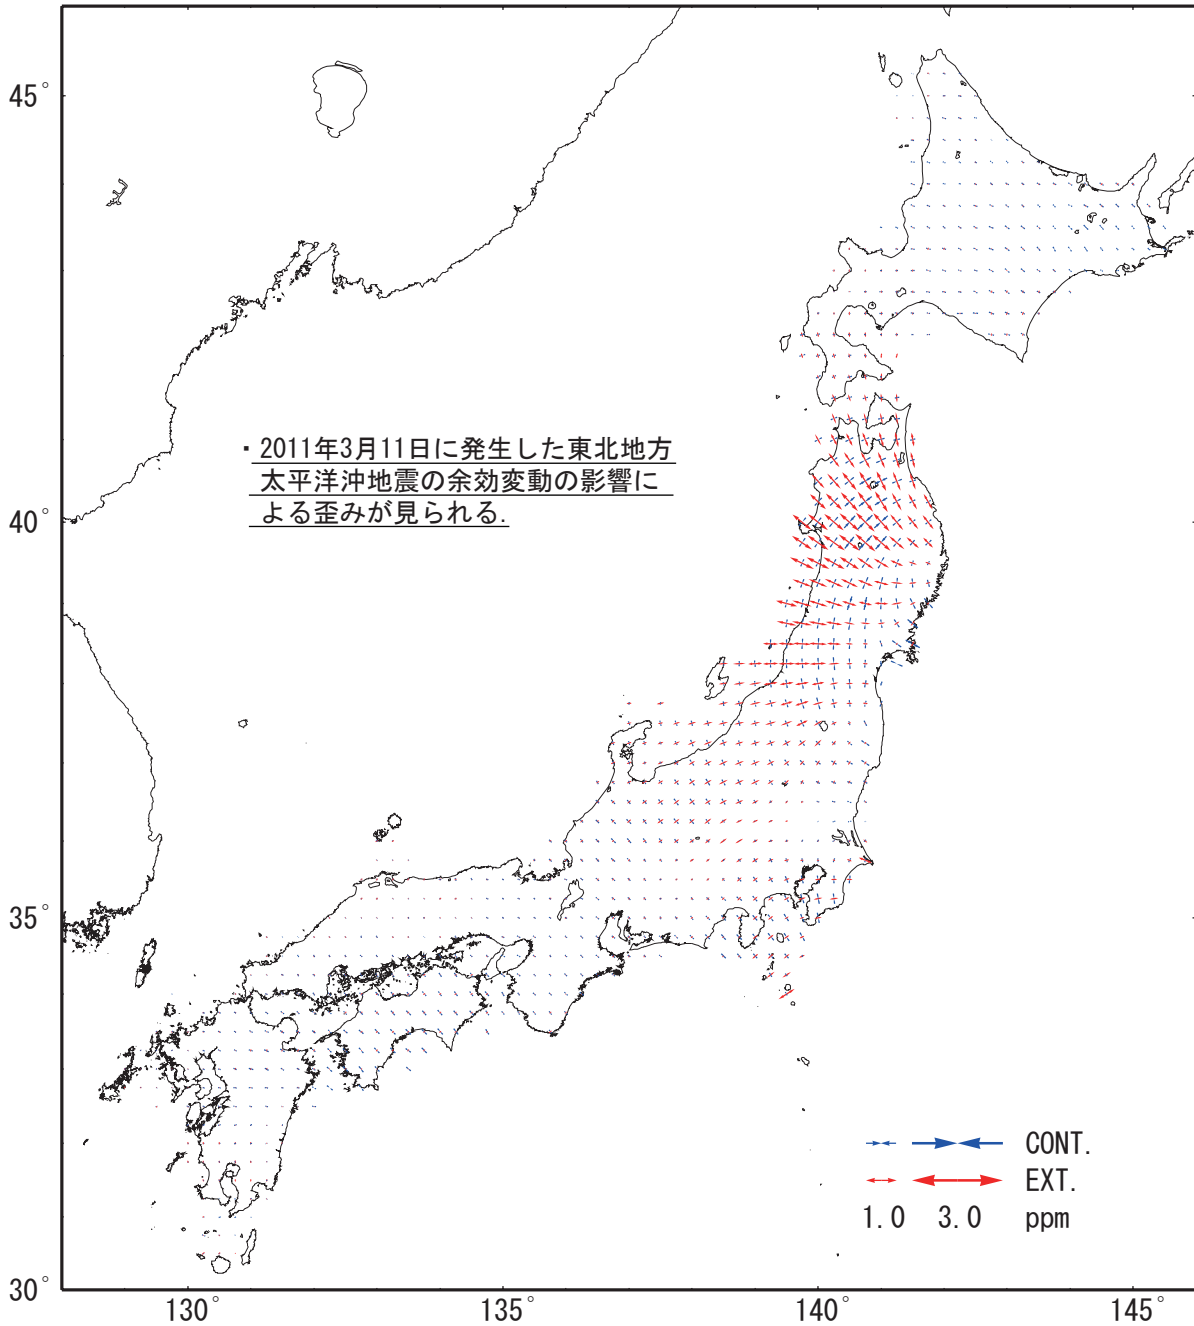 45°
・2011年3月11日に発生した東北地方
太平洋沖地震の余効変動の影響に
よる歪みが見られる.
40°
35°
CONT.
EXT.
1.0 3.0 ppm
30°
130° 135° 140° 145°